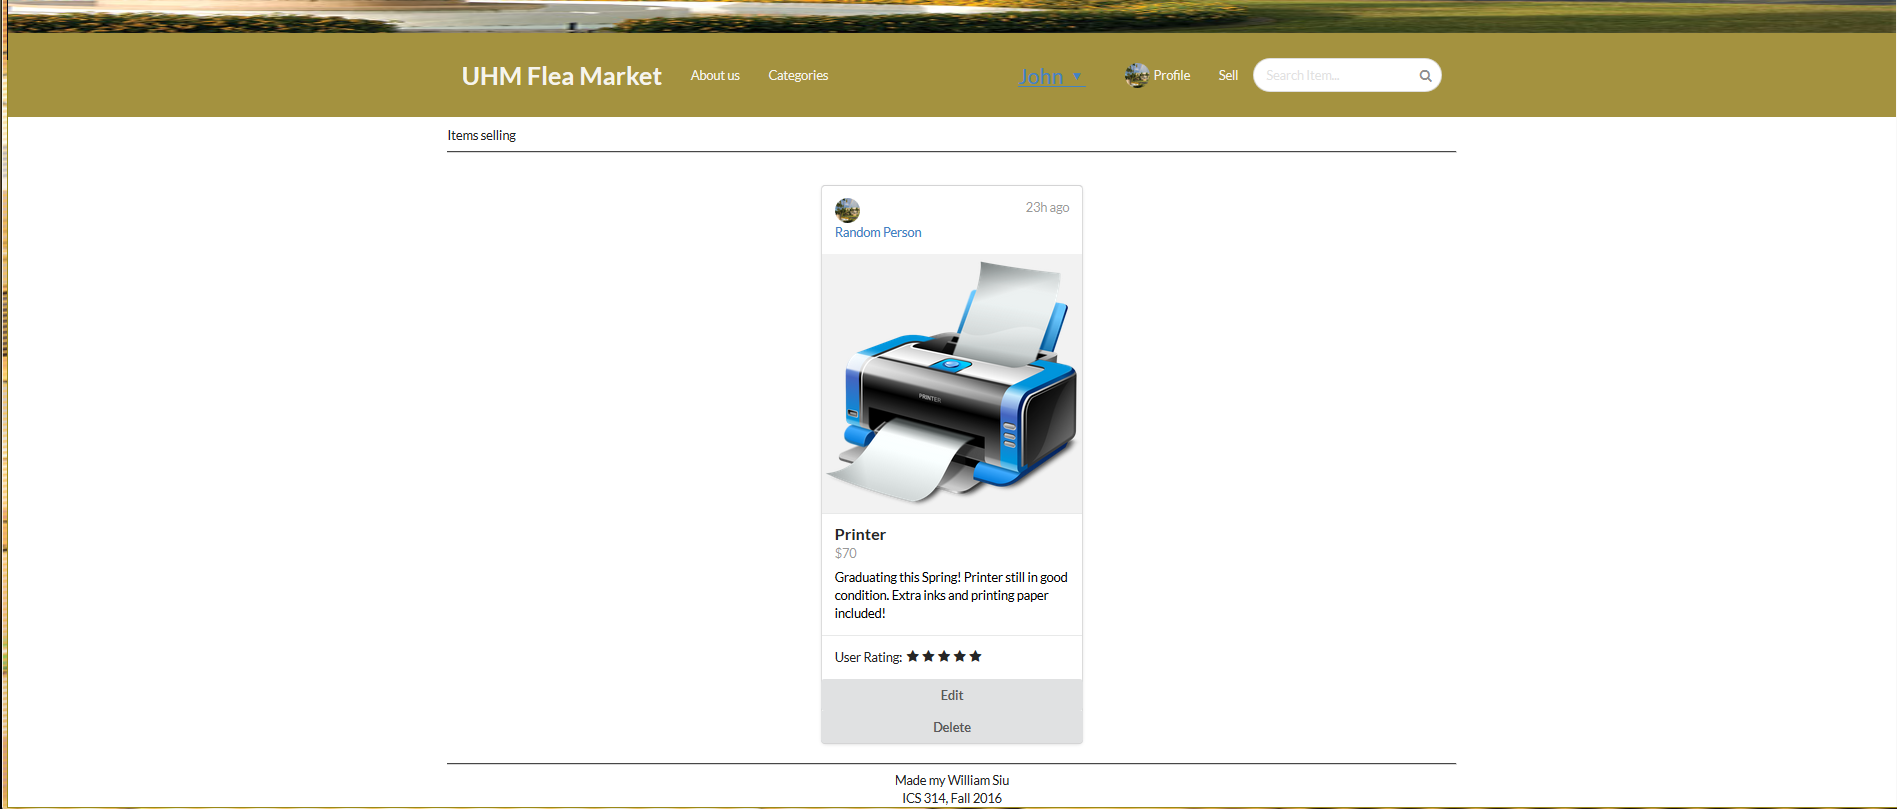 UHM Flea Market About us Categories John ▼ Profile Sell Search Item...
Items selling
23h ago
Random Person
PRINTER
Printer
$70
Graduating this Spring! Printer still in good
condition. Extra inks and printing paper
included!
User Rating: ★★★★★
Edit
Delete
Made my William Siu
ICS 314, Fall 2016